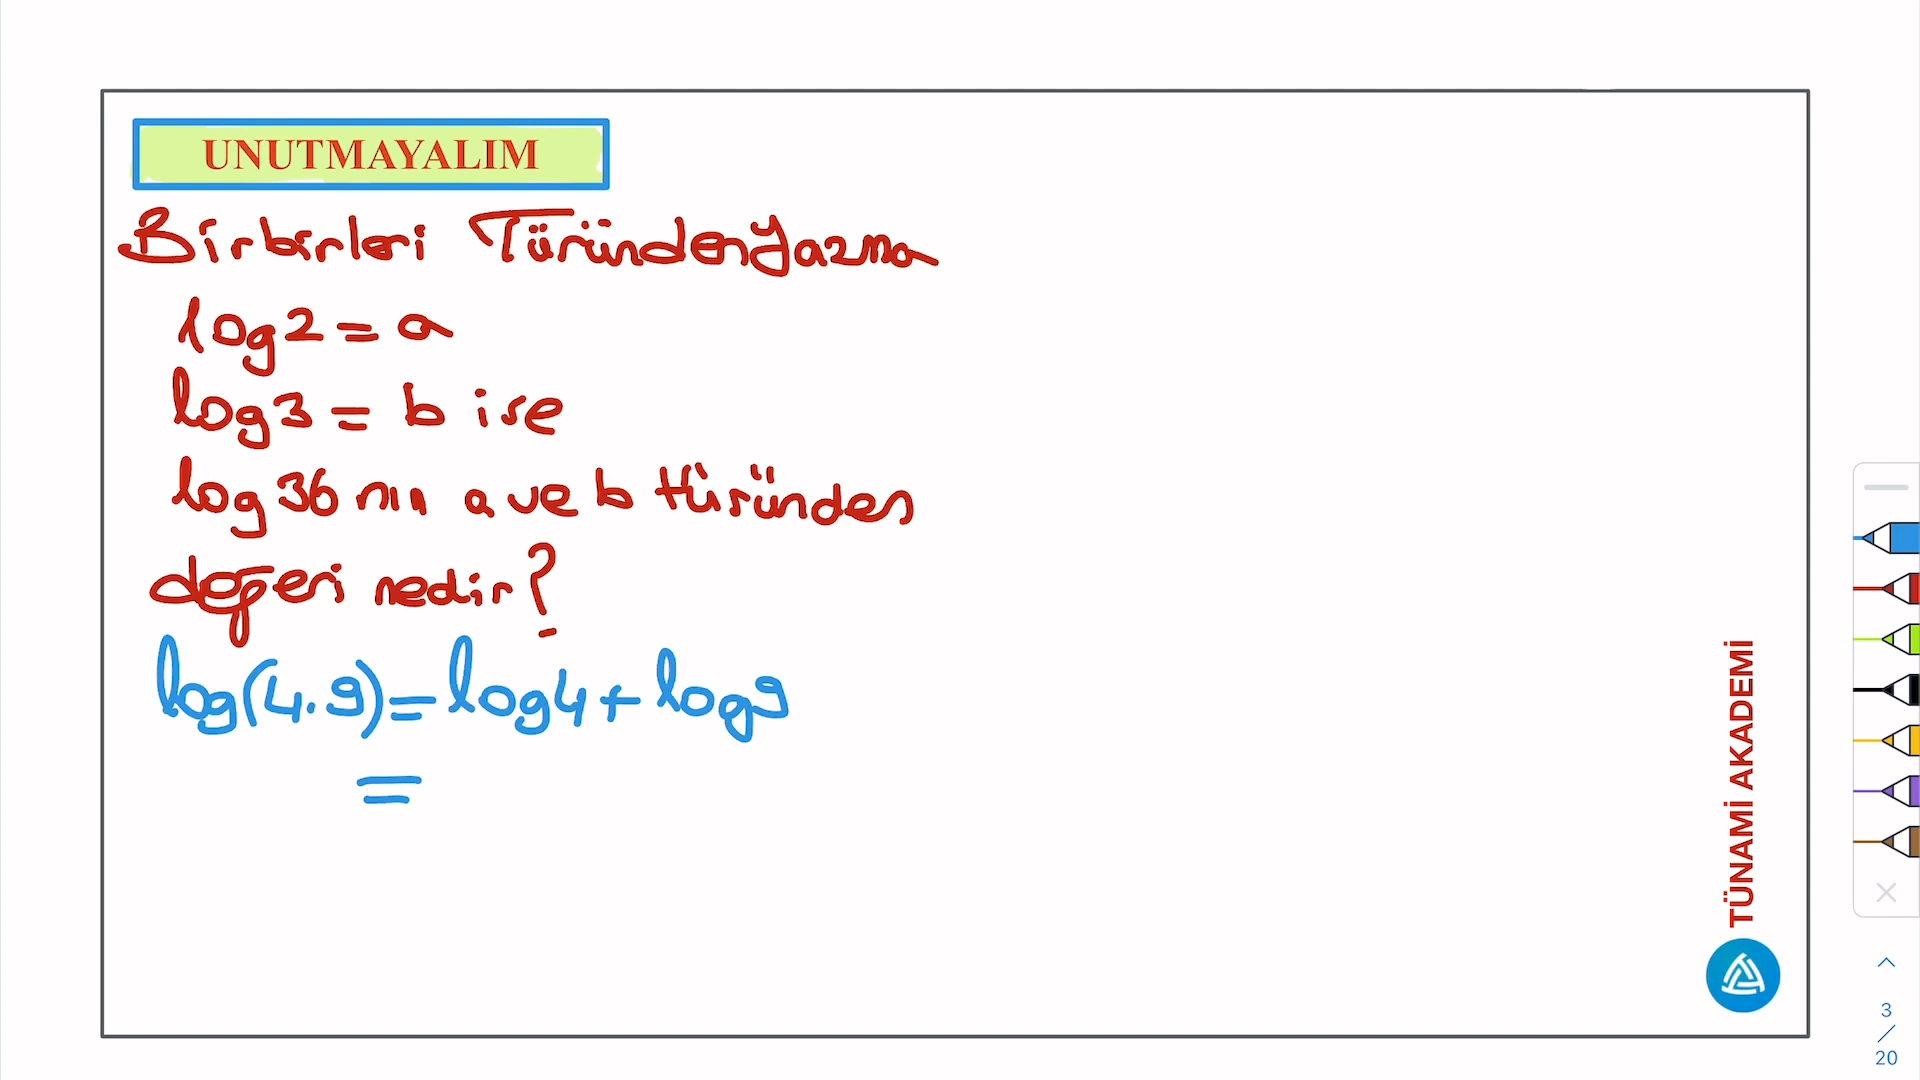 UNUTMAYALIM
Birbirleri Türünden Yazma
log2 = a
log3 = b ise
log36 nın a ve b türünden
değeri nedir?
log(4.9) = log4 + log9
=
TÜNAMİ AKADEMİ
3
/
20